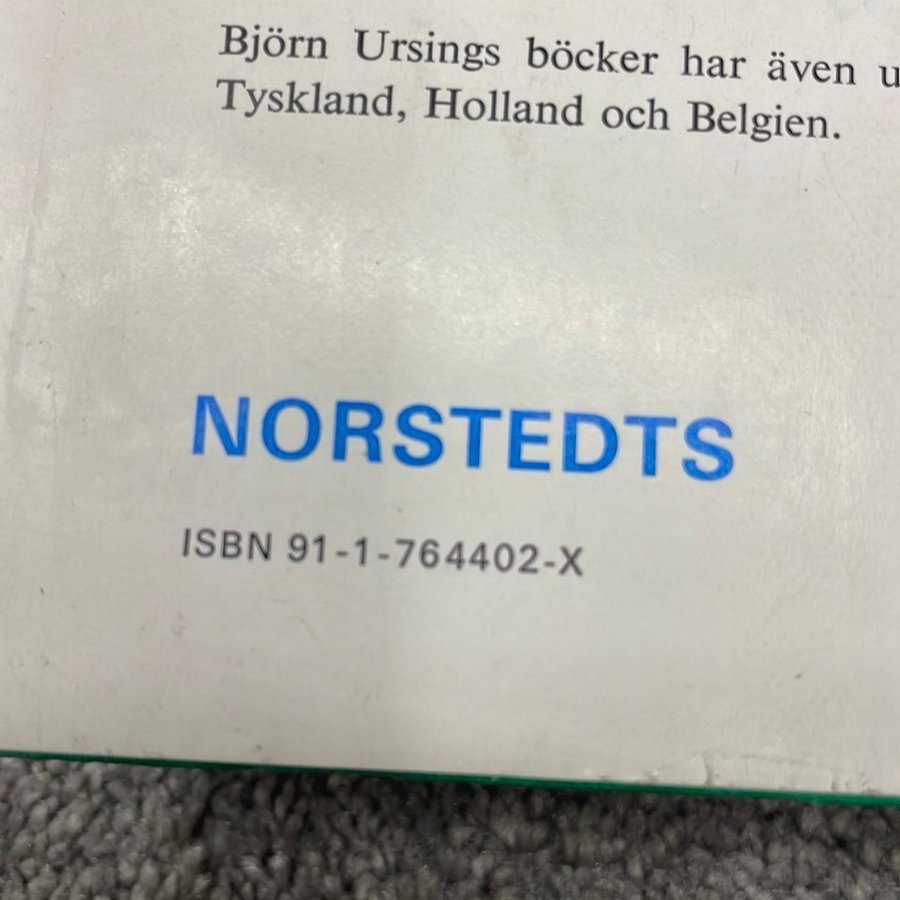 Björn Ursings böcker har även
Tyskland, Holland och Belgien.
NORSTEDTS
ISBN 91-1-764402-X